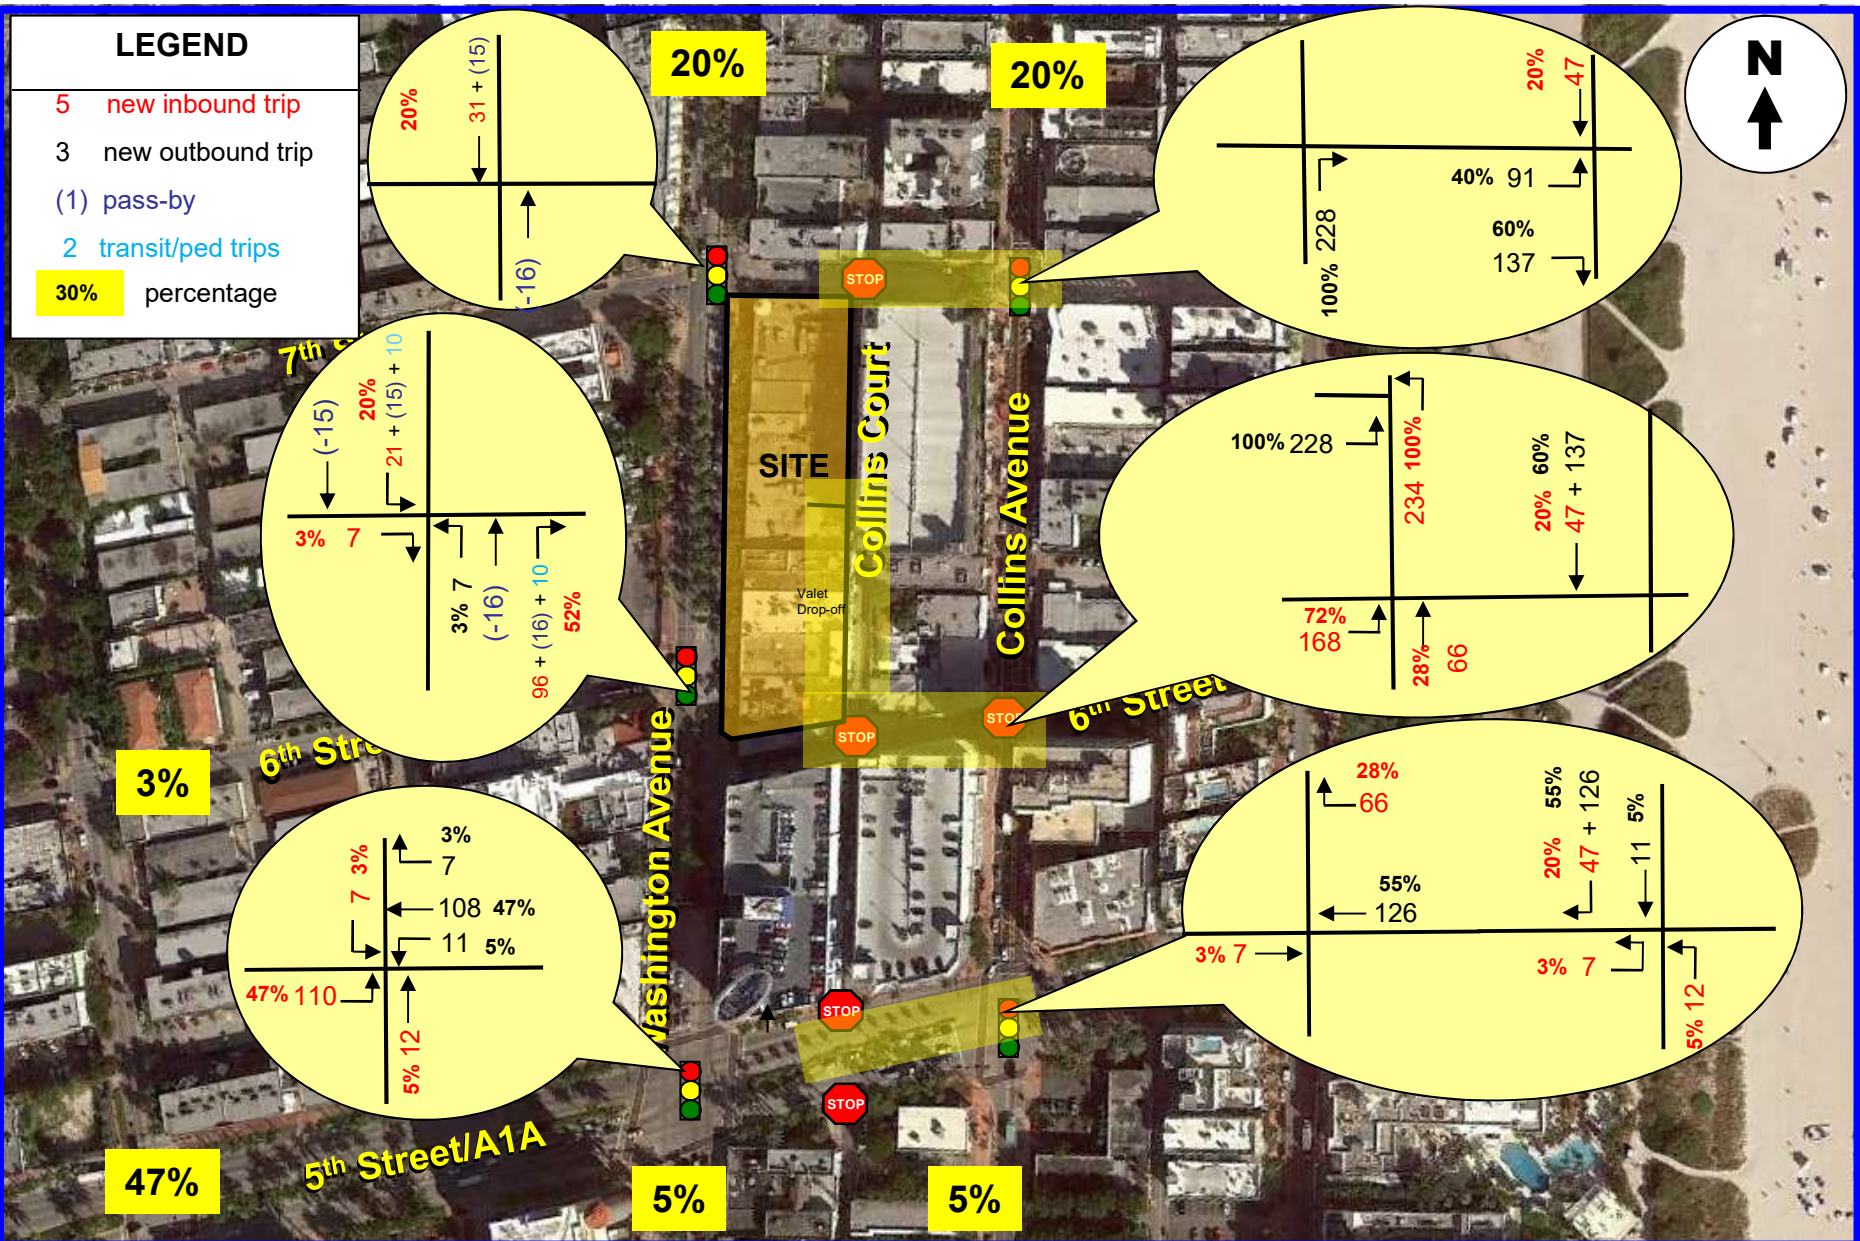 LEGEND
5 new inbound trip
3 new outbound trip
(1) pass-by
2 transit/ped trips
30% percentage
20%
31 + (15)
(-16)
20%
20%
20%
47
40% 91
60%
137
100% 228
N
STOP
7th
(-15)
20%
21 + (15) + 10
3% 7
3% 7
(-16)
96 + (16) + 10
52%
SITE
Valet
Drop-off
Collins Court
Collins Avenue
100% 228
234 100%
20% 60%
47 + 137
72%
168
28%
66
STOP
STOP
6th Street
6th Stre
3%
Washington Avenue
3%
7
3%
7
108 47%
11 5%
47% 110
5% 12
28%
66
55%
126
3% 7
20% 55%
47 + 126
11 5%
3% 7
5% 12
STOP
STOP
5th Street/A1A
47%
5%
5%